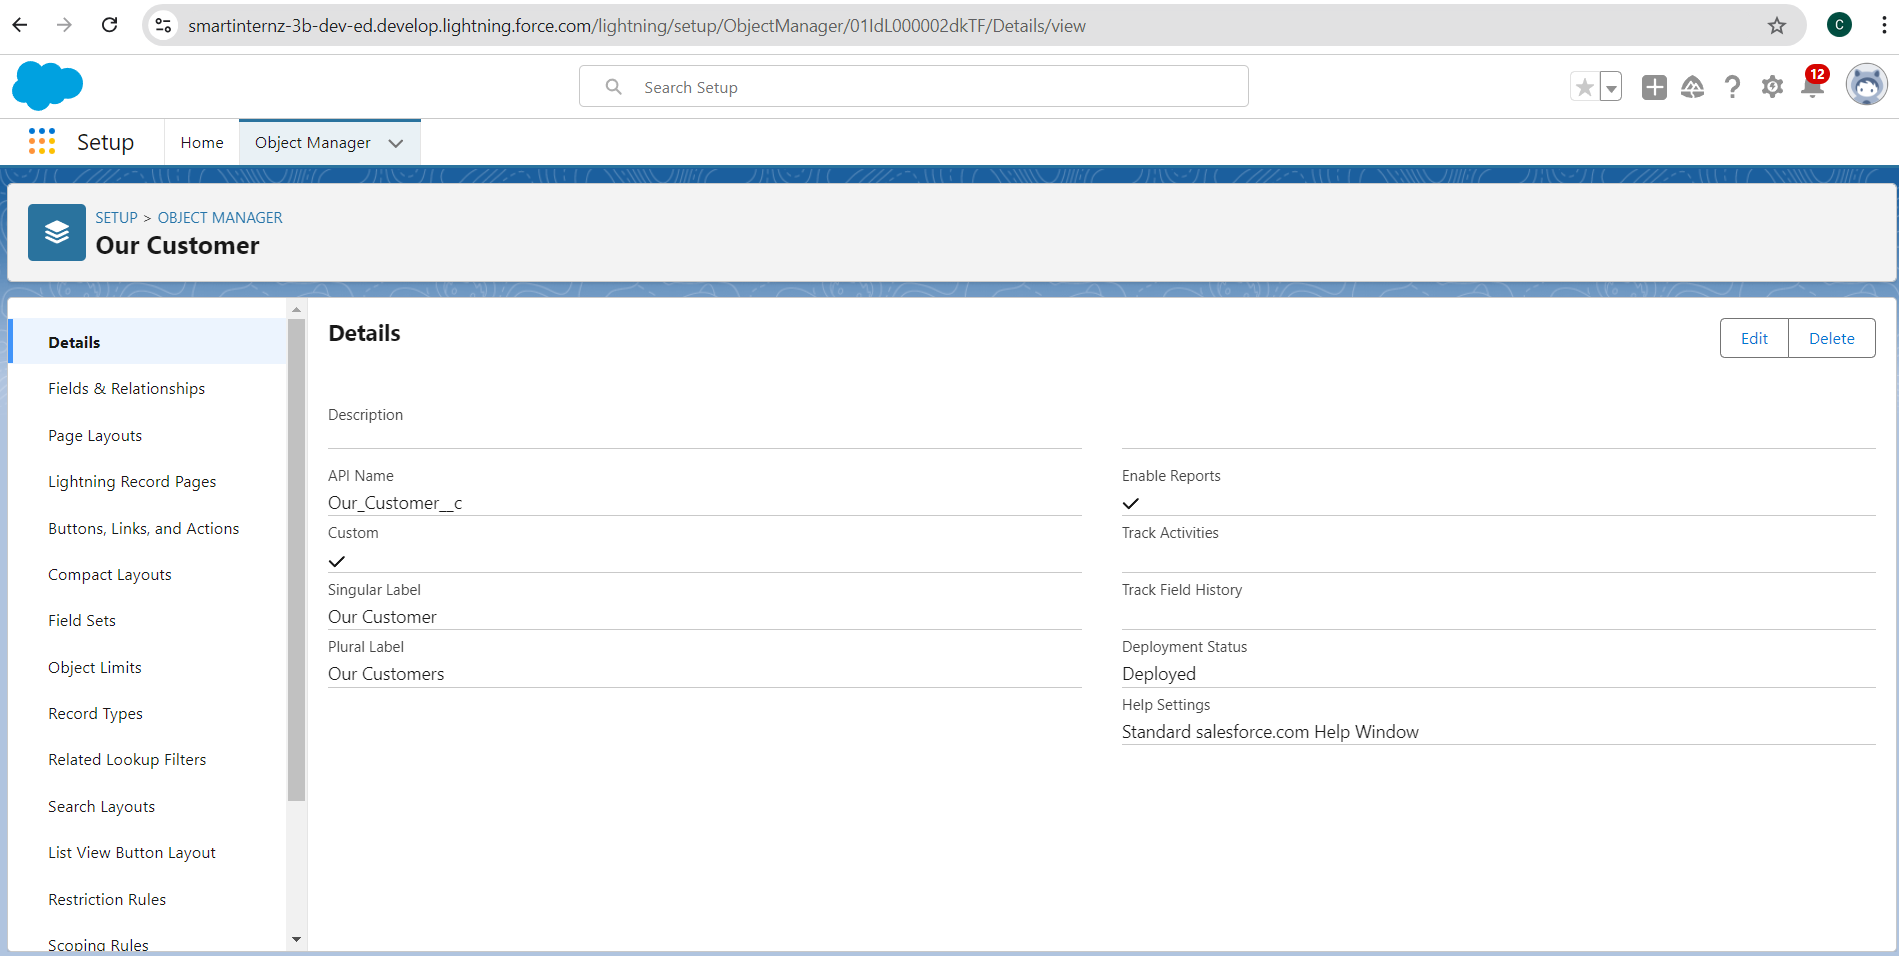 smartinternz-3b-dev-ed.develop.lightning.force.com/lightning/setup/ObjectManager/01IdL000002dkTF/Details/view
C
Search Setup
12
Setup
Home
Object Manager
SETUP > OBJECT MANAGER
Our Customer
Details
Fields & Relationships
Page Layouts
Lightning Record Pages
Buttons, Links, and Actions
Compact Layouts
Field Sets
Object Limits
Record Types
Related Lookup Filters
Search Layouts
List View Button Layout
Restriction Rules
Scoping Rules
Details
Edit
Delete
Description
API Name
Our_Customer__c
Custom
Singular Label
Our Customer
Plural Label
Our Customers
Enable Reports
Track Activities
Track Field History
Deployment Status
Deployed
Help Settings
Standard salesforce.com Help Window